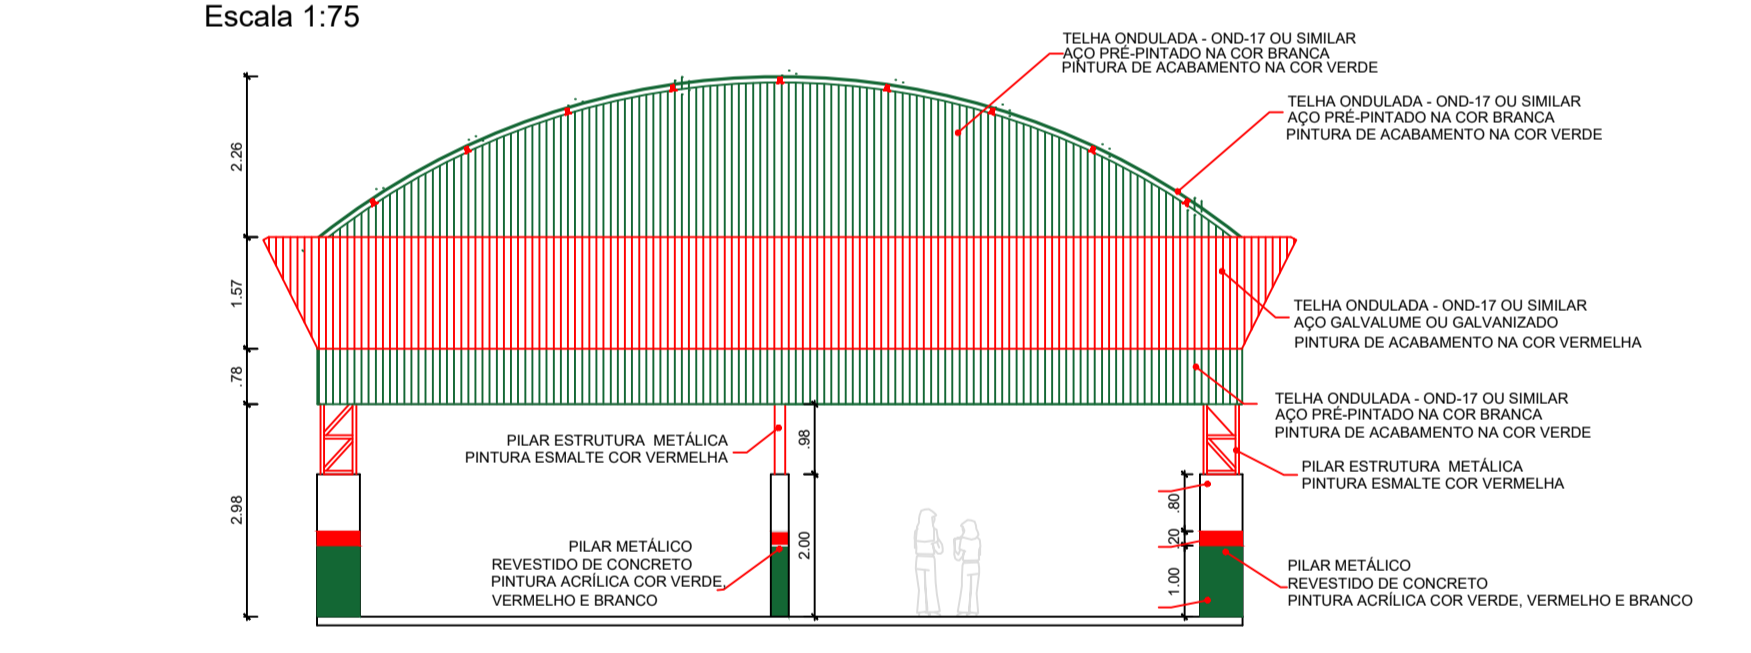 Escala 1:75
TELHA ONDULADA - OND-17 OU SIMILAR
AÇO PRÉ-PINTADO NA COR BRANCA
PINTURA DE ACABAMENTO NA COR VERDE
TELHA ONDULADA - OND-17 OU SIMILAR
AÇO PRÉ-PINTADO NA COR BRANCA
PINTURA DE ACABAMENTO NA COR VERDE
2.26
1.57
TELHA ONDULADA - OND-17 OU SIMILAR
AÇO GALVALUME OU GALVANIZADO
PINTURA DE ACABAMENTO NA COR VERMELHA
.78
TELHA ONDULADA - OND-17 OU SIMILAR
AÇO PRÉ-PINTADO NA COR BRANCA
PINTURA DE ACABAMENTO NA COR VERDE
PILAR ESTRUTURA  METÁLICA
PINTURA ESMALTE COR VERMELHA
.98
PILAR ESTRUTURA  METÁLICA
PINTURA ESMALTE COR VERMELHA
2.98
.80
.20
1.00
2.00
PILAR METÁLICO
REVESTIDO DE CONCRETO
PINTURA ACRÍLICA COR VERDE,
VERMELHO E BRANCO
PILAR METÁLICO
REVESTIDO DE CONCRETO
PINTURA ACRÍLICA COR VERDE, VERMELHO E BRANCO